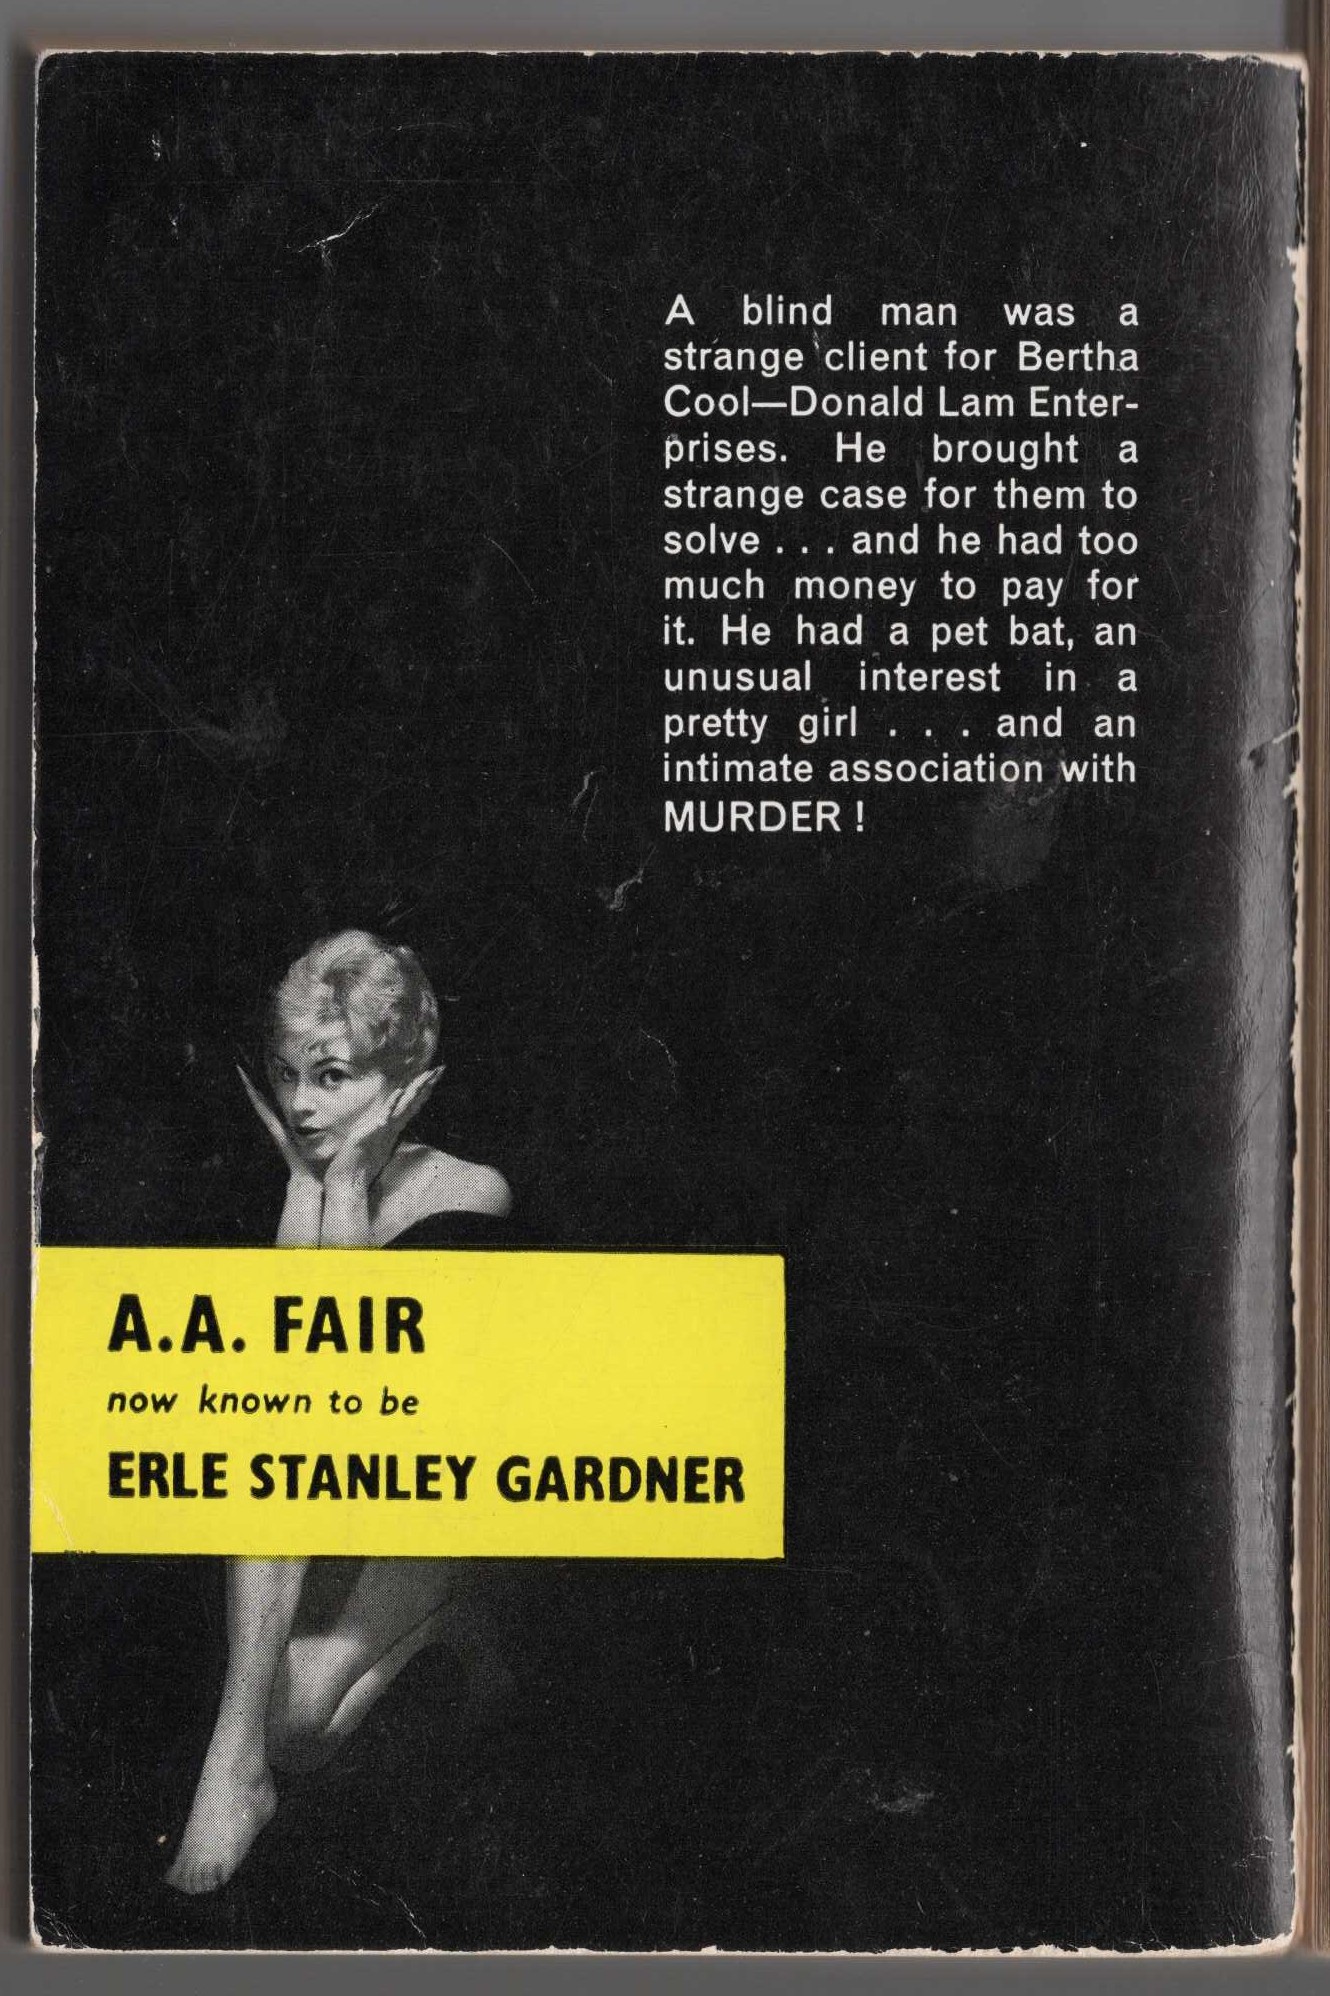 A blind man was a
strange client for Bertha
Cool—Donald Lam Enter-
prises. He brought a
strange case for them to
solve . . . and he had too
much money to pay for
it. He had a pet bat, an
unusual interest in a
pretty girl . . . and an
intimate association with
MURDER !
A.A. FAIR
now known to be
ERLE STANLEY GARDNER